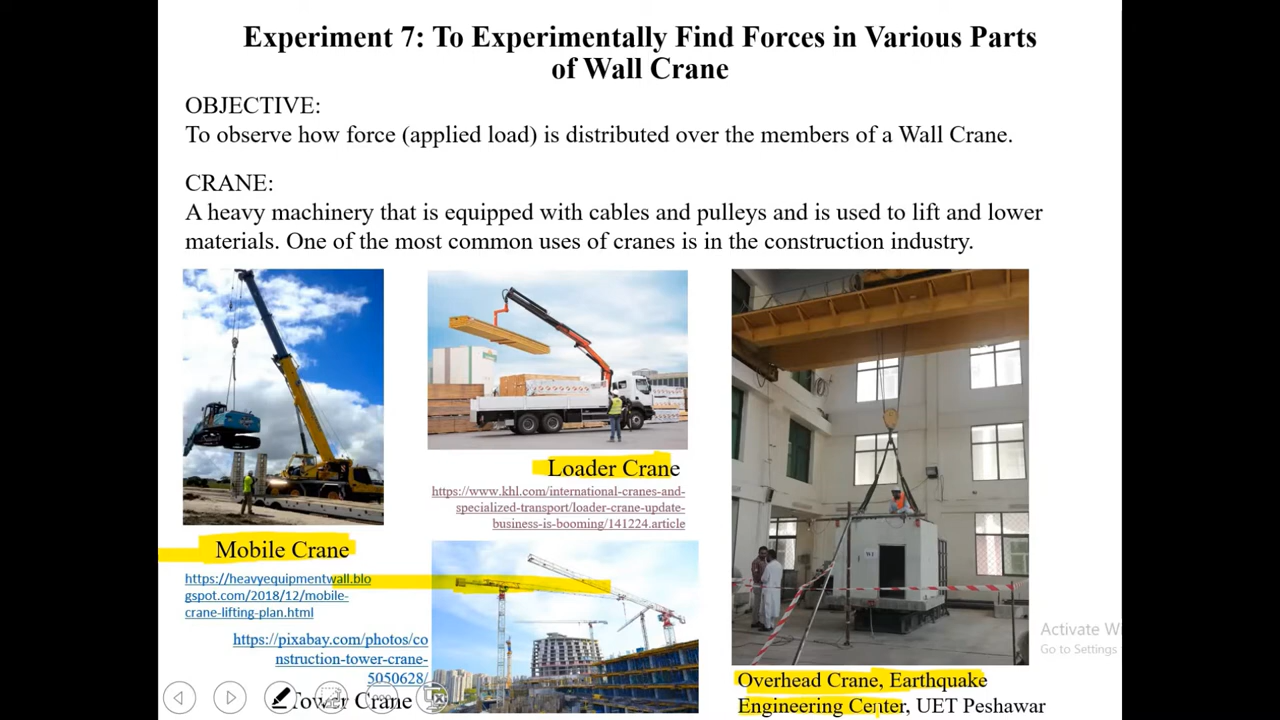 Experiment 7: To Experimentally Find Forces in Various Parts
of Wall Crane
OBJECTIVE:
To observe how force (applied load) is distributed over the members of a Wall Crane.
CRANE:
A heavy machinery that is equipped with cables and pulleys and is used to lift and lower
materials. One of the most common uses of cranes is in the construction industry.
Mobile Crane
https://heavyequipmentwall.blo
gspot.com/2018/12/mobile-
crane-lifting-plan.html
Loader Crane
https://www.khl.com/international-cranes-and-
specialized-transport/loader-crane-update-
business-is-booming/141224.article
https://pixabay.com/photos/co
nstruction-tower-crane-
5050628/
Tower Crane
Overhead Crane, Earthquake
Engineering Center, UET Peshawar
Activate Wi
Go to Settings